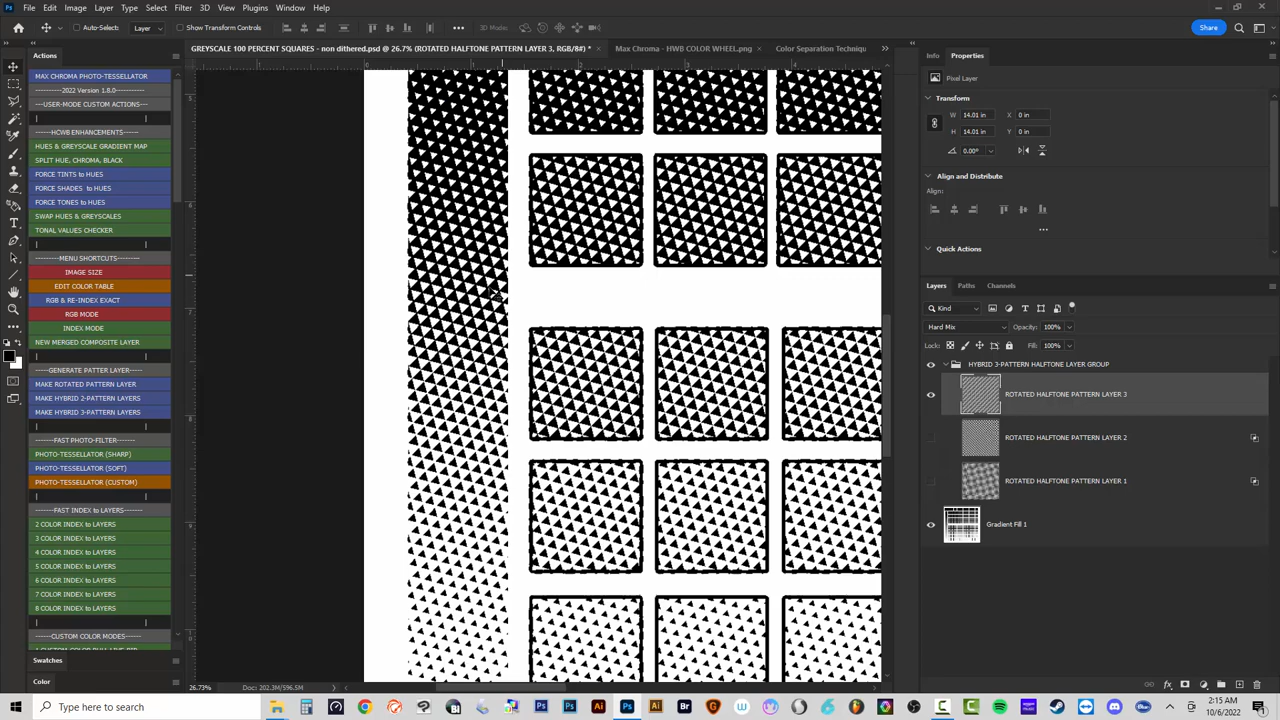 File Edit Image Layer Type Select Filter 3D View Plugins Window Help
Auto-Select: Layer Show Transform Controls 3D Mode: Share
Actions
GREYSCALE 100 PERCENT SQUARES - non dithered.psd @ 26.7% (ROTATED HALFTONE PATTERN LAYER 3, RGB/8#) *
Max Chroma - HWB COLOR WHEEL.png
Color Separation Techniqu
Info Properties
MAX CHROMA PHOTO-TESSELLATOR
----------2022 Version 1.8.0----------
---USER-MODE CUSTOM ACTIONS---
HCWB ENHANCEMENTS
HUES & GREYSCALE GRADIENT MAP
SPLIT HUE, CHROMA, BLACK
FORCE TINTS to HUES
FORCE SHADES to HUES
FORCE TONES to HUES
SWAP HUES & GREYSCALES
TONAL VALUES CHECKER
--------MENU SHORTCUTS--------
IMAGE SIZE
EDIT COLOR TABLE
RGB & RE-INDEX EXACT
RGB MODE
INDEX MODE
NEW MERGED COMPOSITE LAYER
-----GENERATE PATTER LAYER-----
MAKE ROTATED PATTERN LAYER
MAKE HYBRID 2-PATTERN LAYERS
MAKE HYBRID 3-PATTERN LAYERS
-------FAST PHOTO-FILTER-------
PHOTO-TESSELLATOR (SHARP)
PHOTO-TESSELLATOR (SOFT)
PHOTO-TESSELLATOR (CUSTOM)
-----FAST INDEX to LAYERS-----
2 COLOR INDEX to LAYERS
3 COLOR INDEX to LAYERS
4 COLOR INDEX to LAYERS
5 COLOR INDEX to LAYERS
6 COLOR INDEX to LAYERS
7 COLOR INDEX to LAYERS
8 COLOR INDEX to LAYERS
------CUSTOM COLOR MODES------
Swatches
Color
Pixel Layer
Transform
W 14.01 in X 0 in
H 14.01 in Y 0 in
0.00°
Align and Distribute
Align:
Quick Actions
Layers Paths Channels
Kind
Hard Mix Opacity: 100%
Lock: Fill: 100%
HYBRID 3-PATTERN HALFTONE LAYER GROUP
ROTATED HALFTONE PATTERN LAYER 3
ROTATED HALFTONE PATTERN LAYER 2
ROTATED HALFTONE PATTERN LAYER 1
Gradient Fill 1
26.73% Doc: 202.3M/596.5M
Type here to search
2:15 AM
10/6/2022